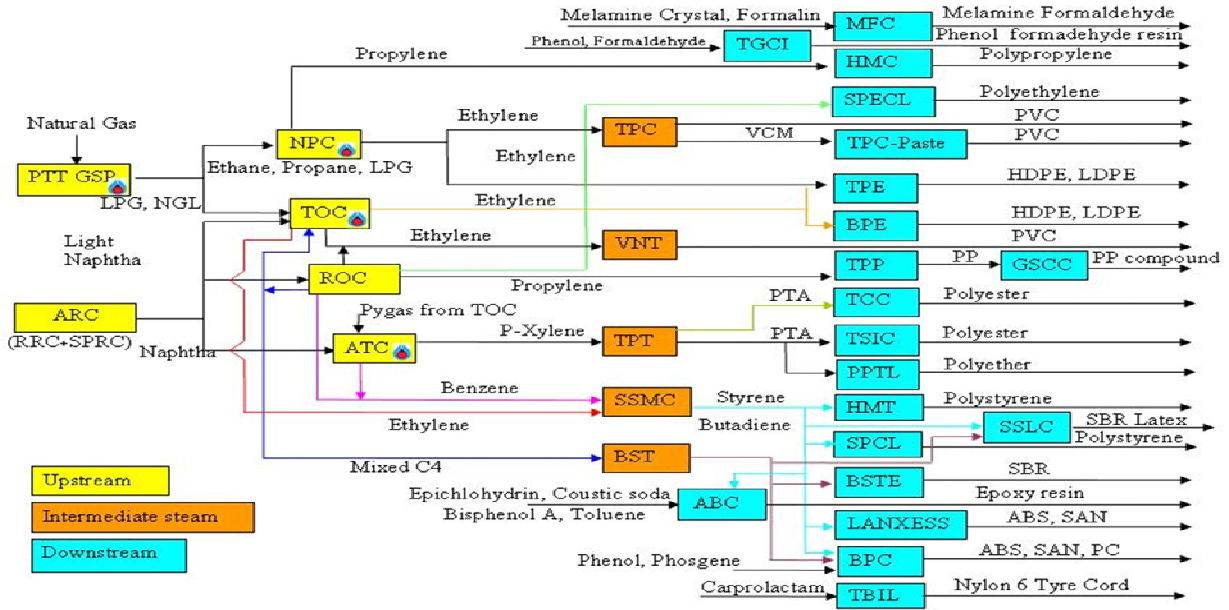 Melamine Crystal, Formalin
MFC
Melamine Formaldehyde
Phenol, Formaldehyde
TGCI
Phenol formadehyde resin
Propylene
HMC
Polypropylene
SPECL
Polyethylene
Natural Gas
NPC
Ethylene
TPC
PVC
VCM
TPC-Paste
PVC
Ethylene
PTT GSP
Ethane, Propane, LPG
TPE
HDPE, LDPE
LPG, NGL
TOC
Ethylene
BPE
HDPE, LDPE
Light
Naphtha
Ethylene
VNT
PVC
ROC
Propylene
TPP
PP
GSCC
PP compound
ARC
(RRC+SPRC)
Pygas from TOC
PTA
TCC
Polyester
Naphtha
ATC
P-Xylene
TPT
PTA
TSIC
Polyester
PPTL
Polyether
Benzene
SSMC
Styrene
HMT
Polystyrene
Ethylene
Butadiene
SSLC
SBR Latex
SPCL
Polystyrene
Mixed C4
BST
BSTE
SBR
Upstream
Epichlohydrin, Coustic soda
Bisphenol A, Toluene
ABC
Epoxy resin
Intermediate steam
LANXESS
ABS, SAN
Downstream
Phenol, Phosgene
BPC
ABS, SAN, PC
Carprolactam
TBIL
Nylon 6 Tyre Cord